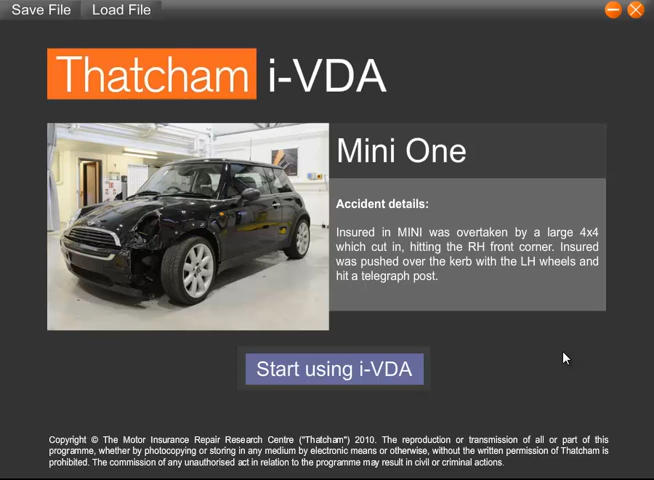 Save File Load File
Thatcham i-VDA
Mini One
Accident details:
Insured in MINI was overtaken by a large 4x4
which cut in, hitting the RH front corner. Insured
was pushed over the kerb with the LH wheels and
hit a telegraph post.
Start using i-VDA
Copyright © The Motor Insurance Repair Research Centre ("Thatcham") 2010. The reproduction or transmission of all or part of this
programme, whether by photocopying or storing in any medium by electronic means or otherwise, without the written permission of Thatcham is
prohibited. The commission of any unauthorised act in relation to the programme may result in civil or criminal actions.